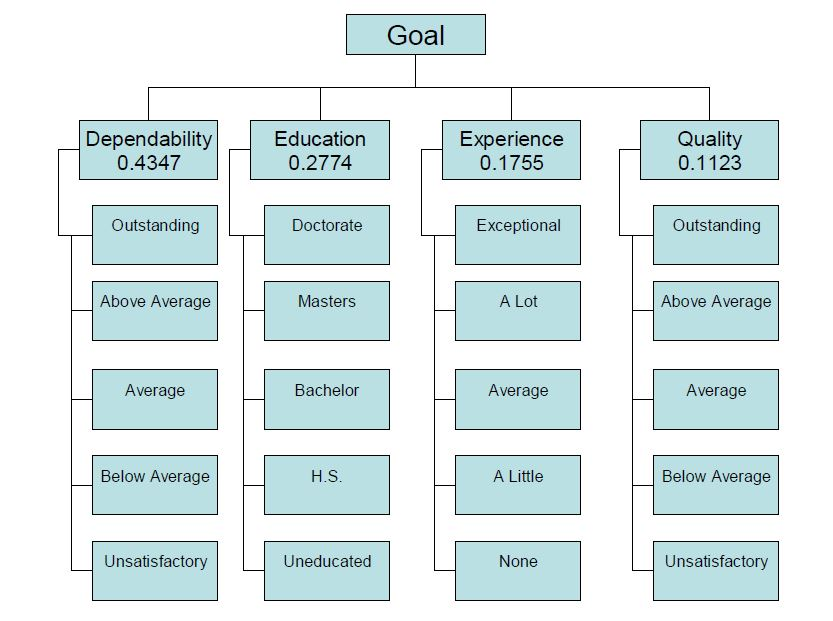 Goal
Dependability
0.4347
Education
0.2774
Experience
0.1755
Quality
0.1123
Outstanding
Doctorate
Exceptional
Outstanding
Above Average
Masters
A Lot
Above Average
Average
Bachelor
Average
Average
Below Average
H.S.
A Little
Below Average
Unsatisfactory
Uneducated
None
Unsatisfactory